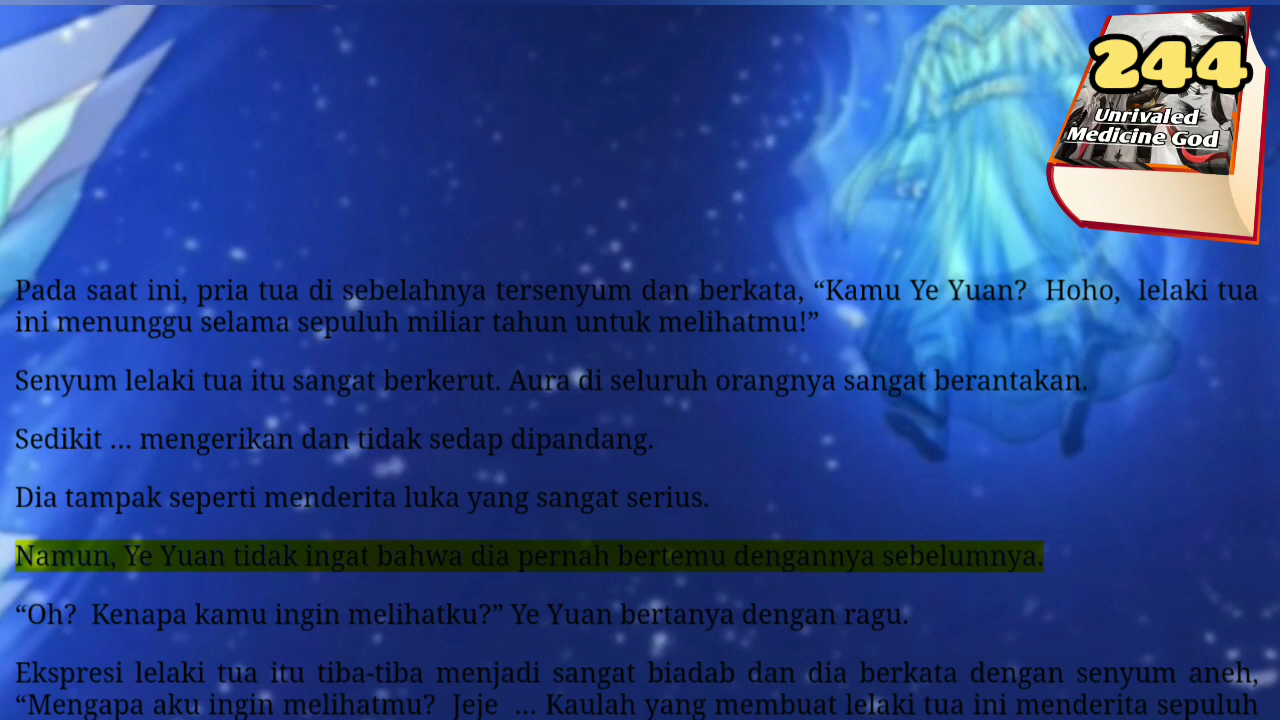 244
Unrivaled
Medicine God
Pada saat ini, pria tua di sebelahnya tersenyum dan berkata, “Kamu Ye Yuan? Hoho, lelaki tua
ini menunggu selama sepuluh miliar tahun untuk melihatmu!”
Senyum lelaki tua itu sangat berkerut. Aura di seluruh orangnya sangat berantakan.
Sedikit ... mengerikan dan tidak sedap dipandang.
Dia tampak seperti menderita luka yang sangat serius.
Namun, Ye Yuan tidak ingat bahwa dia pernah bertemu dengannya sebelumnya.
“Oh? Kenapa kamu ingin melihatku?” Ye Yuan bertanya dengan ragu.
Ekspresi lelaki tua itu tiba-tiba menjadi sangat biadab dan dia berkata dengan senyum aneh,
“Mengapa aku ingin melihatmu? Jeje ... Kaulah yang membuat lelaki tua ini menderita sepuluh